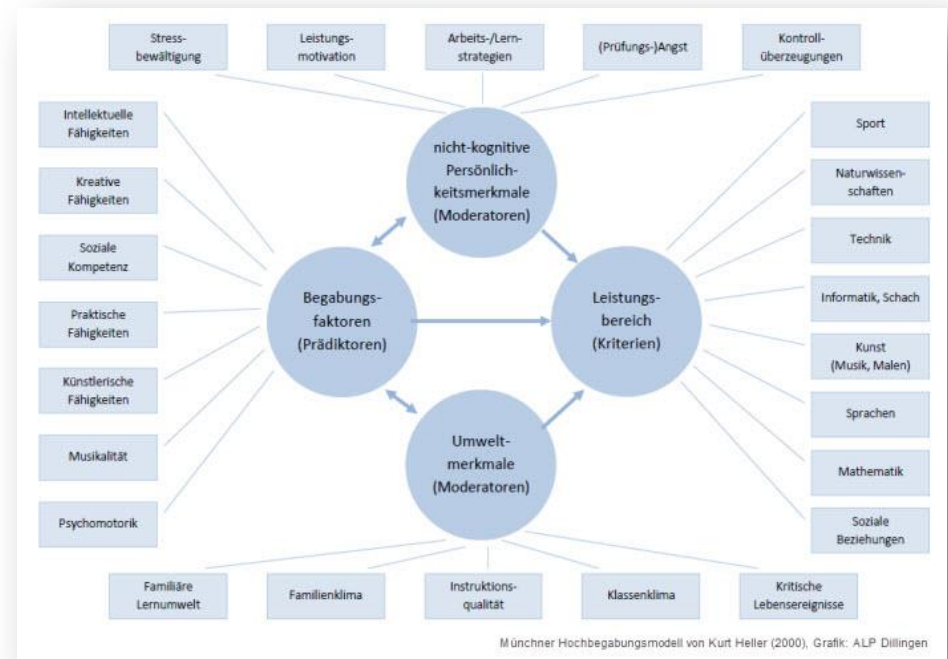 Stress-
bewältigung
Leistungs-
motivation
Arbeits-/Lern-
strategien
(Prüfungs-)Angst
Kontroll-
überzeugungen
Intellektuelle
Fähigkeiten
Kreative
Fähigkeiten
Soziale
Kompetenz
Praktische
Fähigkeiten
Künstlerische
Fähigkeiten
Musikalität
Psychomotorik
nicht-kognitive
Persönlich-
keitsmerkmale
(Moderatoren)
Begabungs-
faktoren
(Prädiktoren)
Leistungs-
bereich
(Kriterien)
Umwelt-
merkmale
(Moderatoren)
Sport
Naturwissen-
schaften
Technik
Informatik, Schach
Kunst
(Musik, Malen)
Sprachen
Mathematik
Soziale
Beziehungen
Familiäre
Lernumwelt
Familienklima
Instruktions-
qualität
Klassenklima
Kritische
Lebensereignisse
Münchner Hochbegabungsmodell von Kurt Heller (2000), Grafik: ALP Dillingen